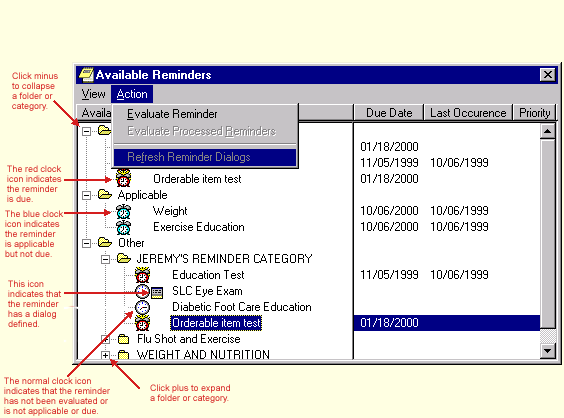 Available Reminders
View Action
Availa Due Date Last Occurence Priority
Evaluate Reminder
Evaluate Processed Reminders
Refresh Reminder Dialogs
01/18/2000
11/05/1999 10/06/1999
Orderable item test 01/18/2000
Applicable
Weight 10/06/2000 10/06/1999
Exercise Education 10/06/2000 10/06/1999
Other
JEREMY'S REMINDER CATEGORY
Education Test 11/05/1999 10/06/1999
SLC Eye Exam
Diabetic Foot Care Education
Orderable item test 01/18/2000
Flu Shot and Exercise
WEIGHT AND NUTRITION
Click minus
to collapse
a folder or
category.
The red clock
icon indicates
the reminder
is due.
The blue clock
icon indicates
the reminder
is applicable
but not due.
This icon
indicates that
the reminder
has a dialog
defined.
The normal clock icon
indicates that the reminder
has not been evaluated or
is not applicable or due.
Click plus to expand
a folder or category.